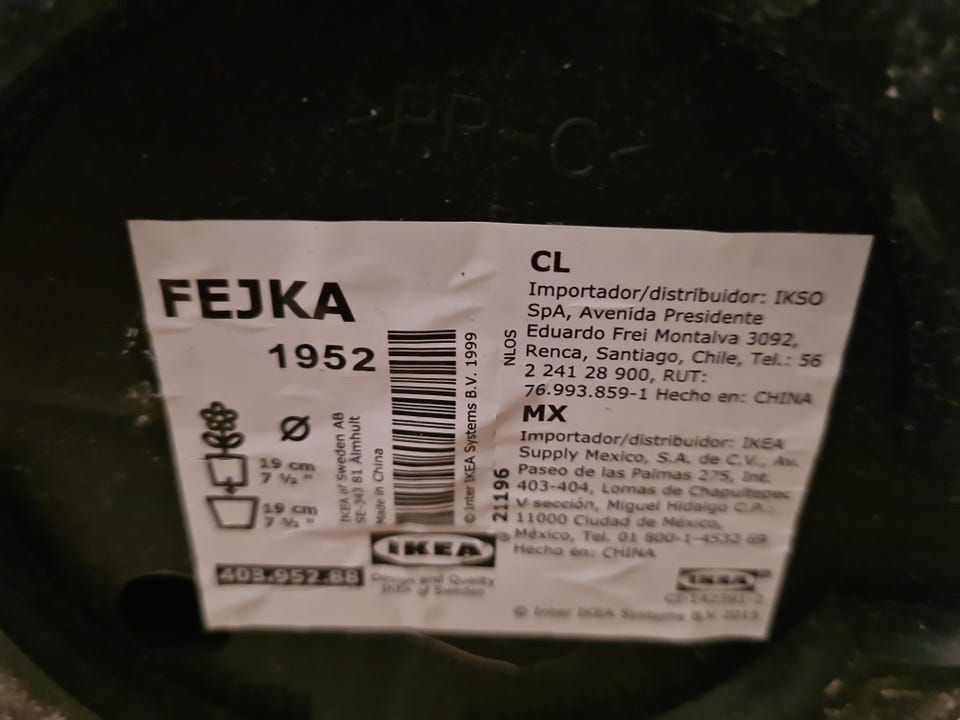 >PP-C<
FEJKA
1952
Ø
19 cm
7 ½ "
19 cm
7 ½ "
IKEA of Sweden AB
SE-343 81 Älmhult
Made in China
© Inter IKEA Systems B.V. 1999
NLOS
21196
403.952.88
IKEA®
Design and Quality
IKEA of Sweden
CL
Importador/distribuidor: IKSO
SpA, Avenida Presidente
Eduardo Frei Montalva 3092,
Renca, Santiago, Chile, Tel.: 56
2 241 28 900, RUT:
76.993.859-1 Hecho en: CHINA
MX
Importador/distribuidor: IKEA
Supply Mexico, S.A. de C.V., Av.
Paseo de las Palmas 275, Int.
403-404, Lomas de Chapultepec
V sección, Miguel Hidalgo C.P.:
11000 Ciudad de México,
México, Tel. 01 800-1-4532 69
Hecho en: CHINA
IKEA®
© Inter IKEA Systems B.V. 2015